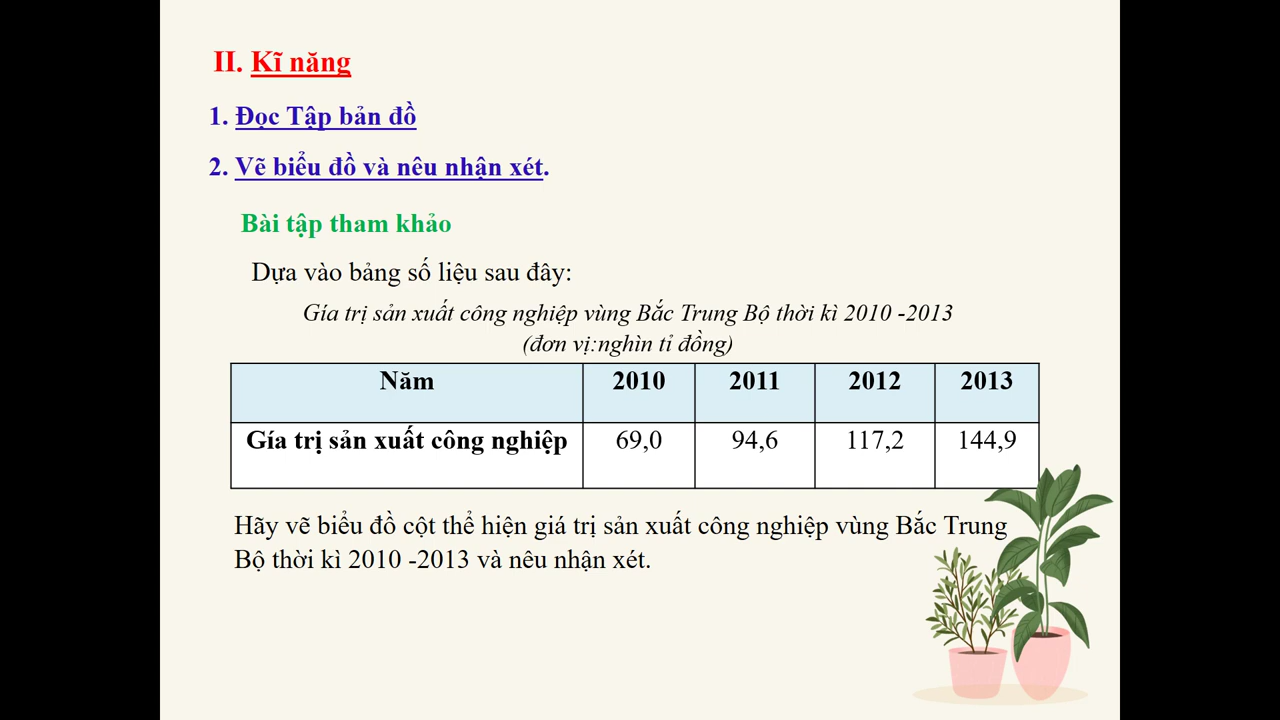 II. Kĩ năng
1. Đọc Tập bản đồ
2. Vẽ biểu đồ và nêu nhận xét.
Bài tập tham khảo
Dựa vào bảng số liệu sau đây:
Gía trị sản xuất công nghiệp vùng Bắc Trung Bộ thời kì 2010 -2013
(đơn vị:nghìn tỉ đồng)
Năm 2010 2011 2012 2013
Gía trị sản xuất công nghiệp 69,0 94,6 117,2 144,9
Hãy vẽ biểu đồ cột thể hiện giá trị sản xuất công nghiệp vùng Bắc Trung
Bộ thời kì 2010 -2013 và nêu nhận xét.